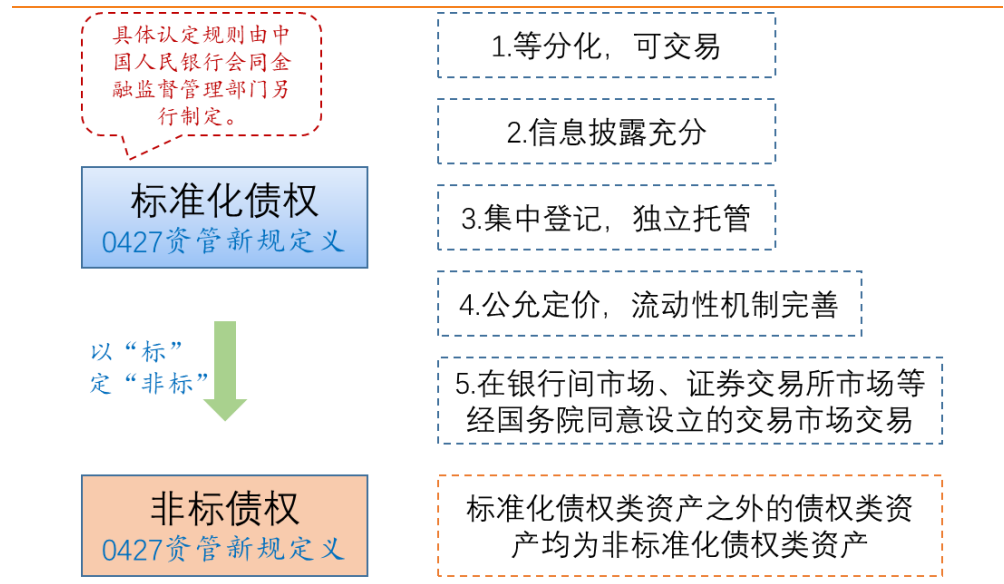 具体认定规则由中
国人民银行会同金
融监督管理部门另
行制定。
标准化债权
0427资管新规定义
以“标”
定“非标”
非标债权
0427资管新规定义
1.等分化，可交易
2.信息披露充分
3.集中登记，独立托管
4.公允定价，流动性机制完善
5.在银行间市场、证券交易所市场等
经国务院同意设立的交易市场交易
标准化债权类资产之外的债权类资
产均为非标准化债权类资产